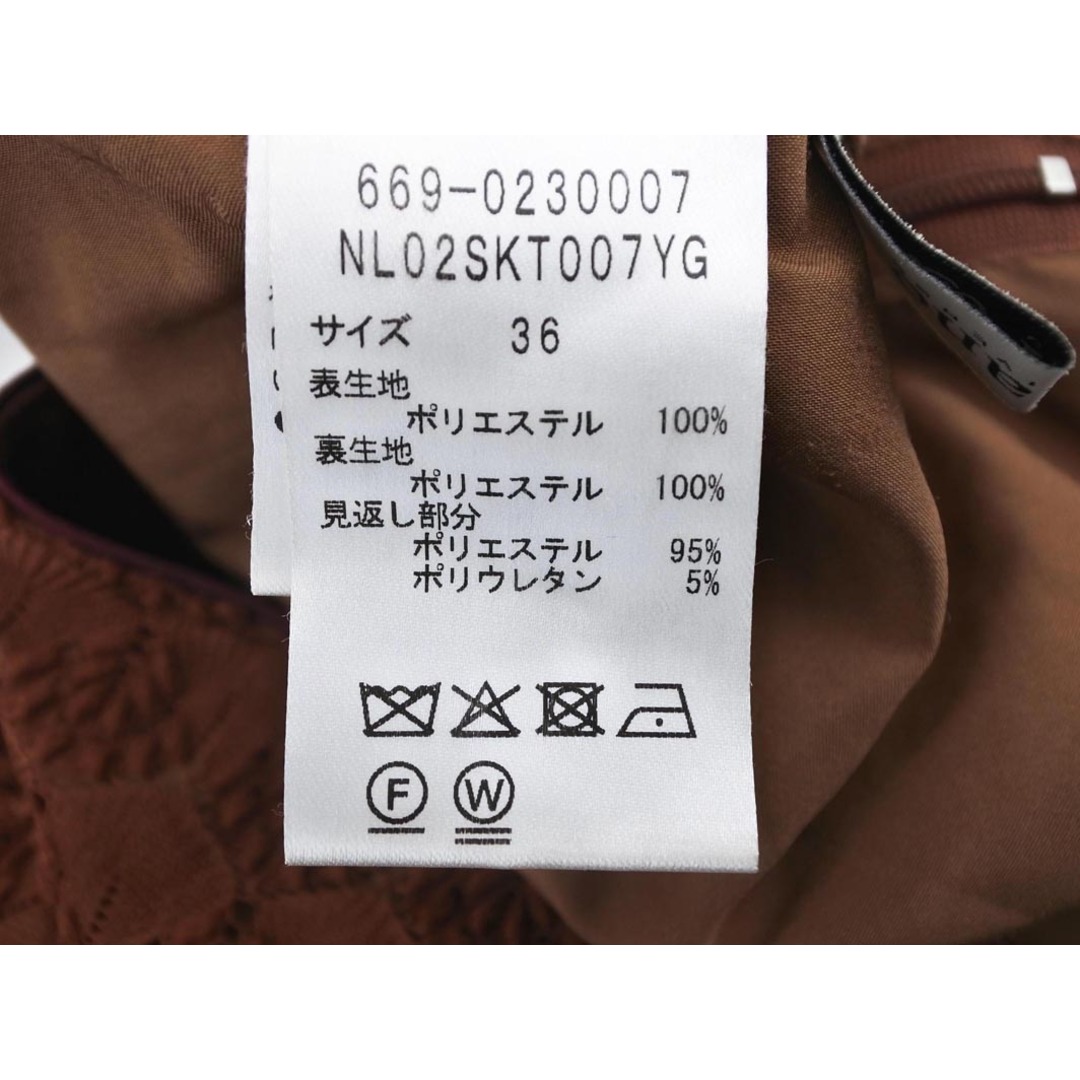 669-0230007
NL02SKT007YG
サイズ 36
表生地
ポリエステル 100%
裏生地
ポリエステル 100%
見返し部分
ポリエステル 95%
ポリウレタン 5%
F W